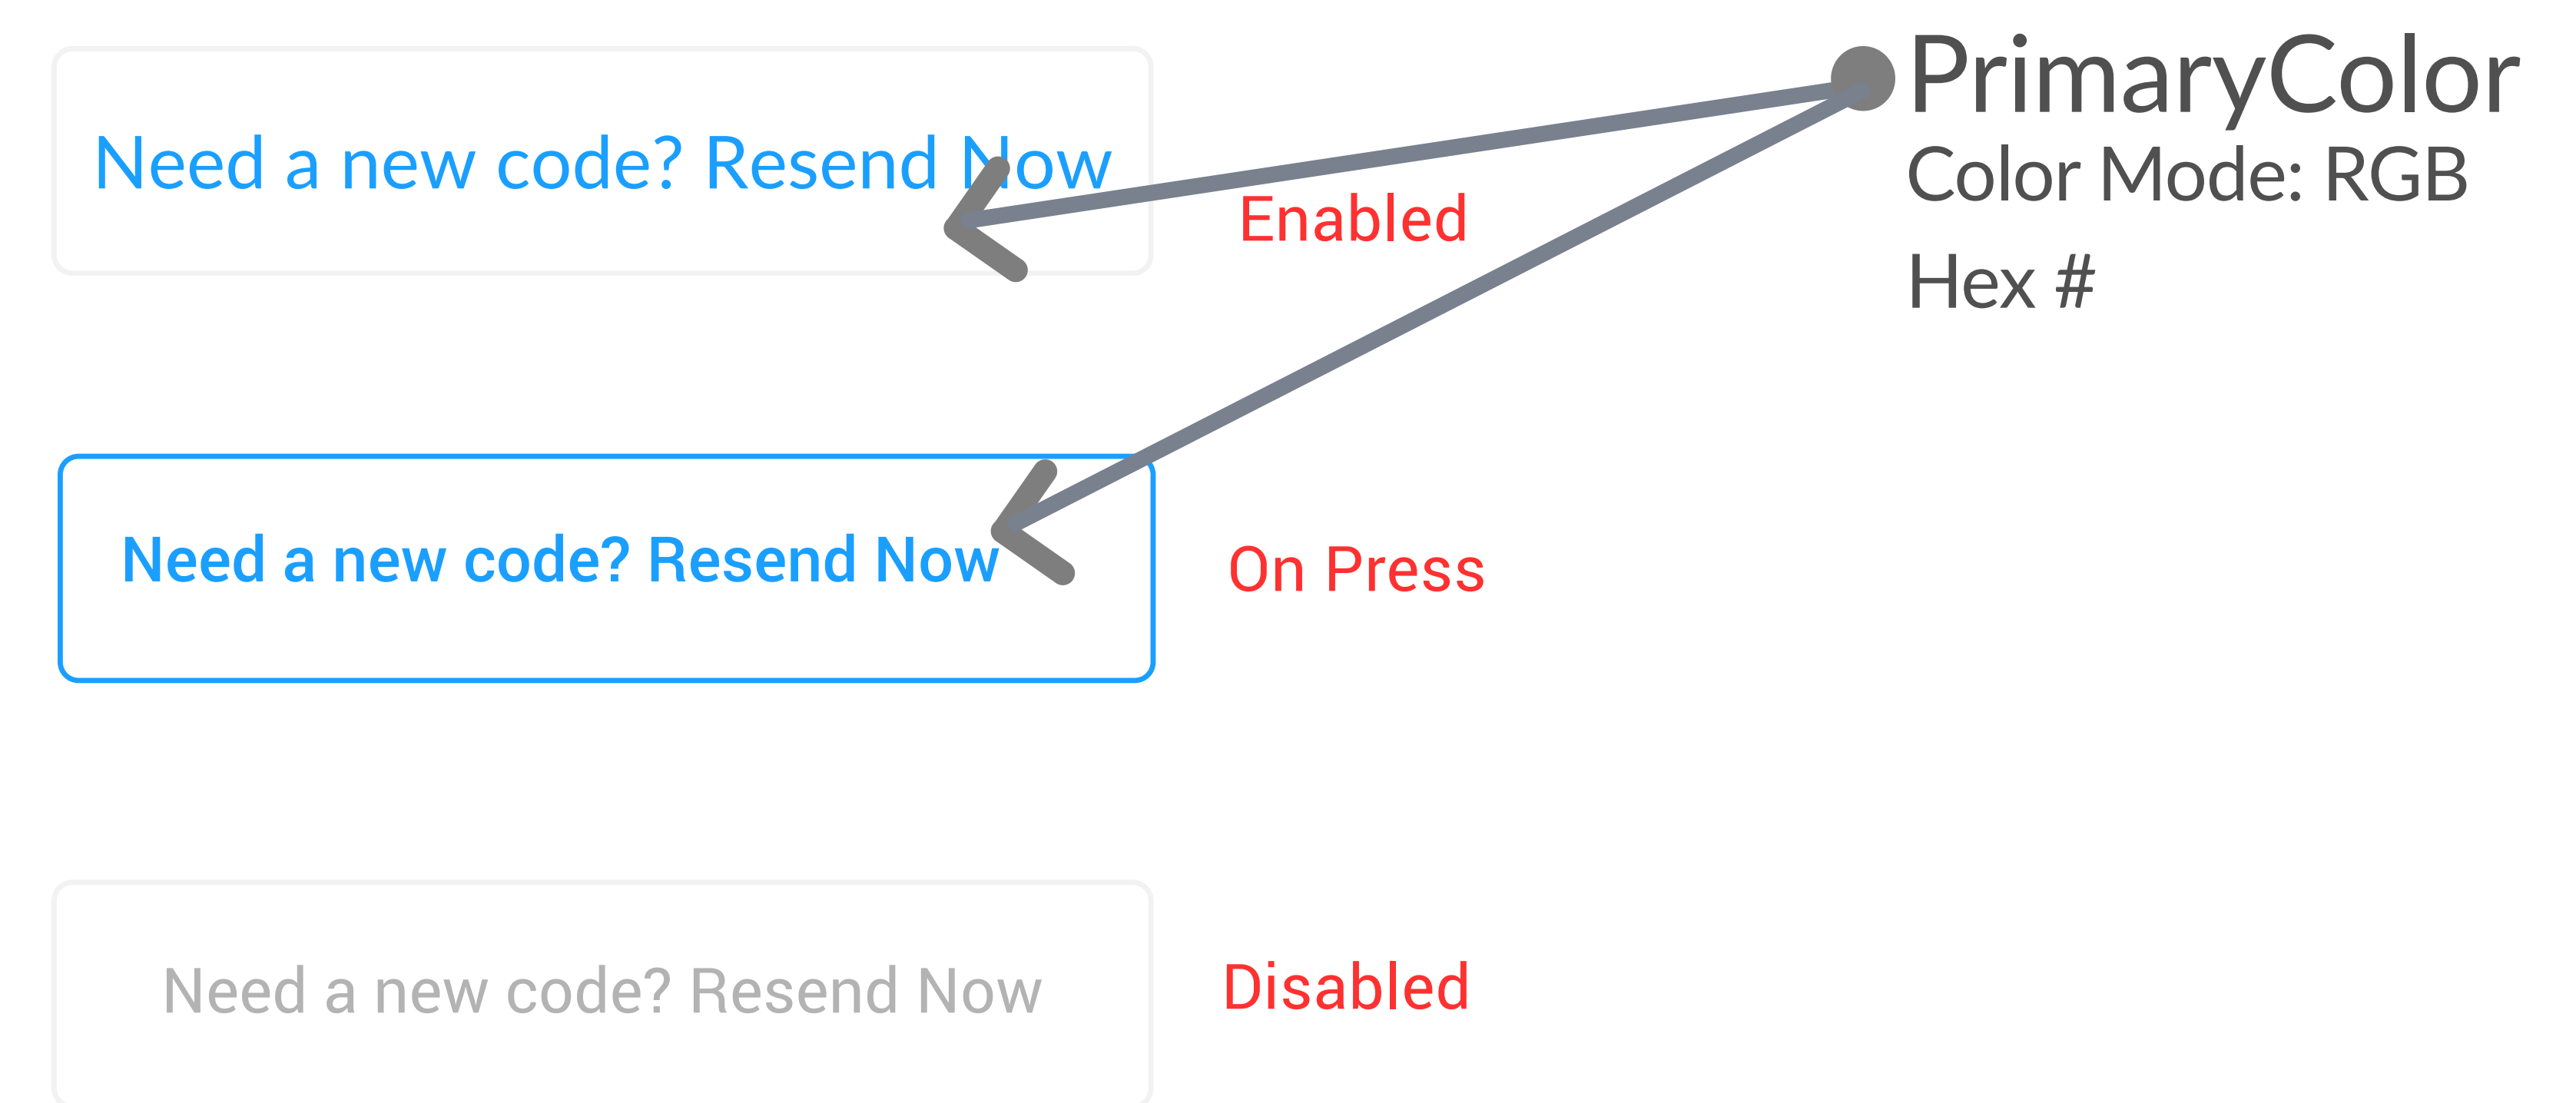 Need a new code? Resend Now
Enabled
PrimaryColor
Color Mode: RGB
Hex #
Need a new code? Resend Now
On Press
Need a new code? Resend Now
Disabled